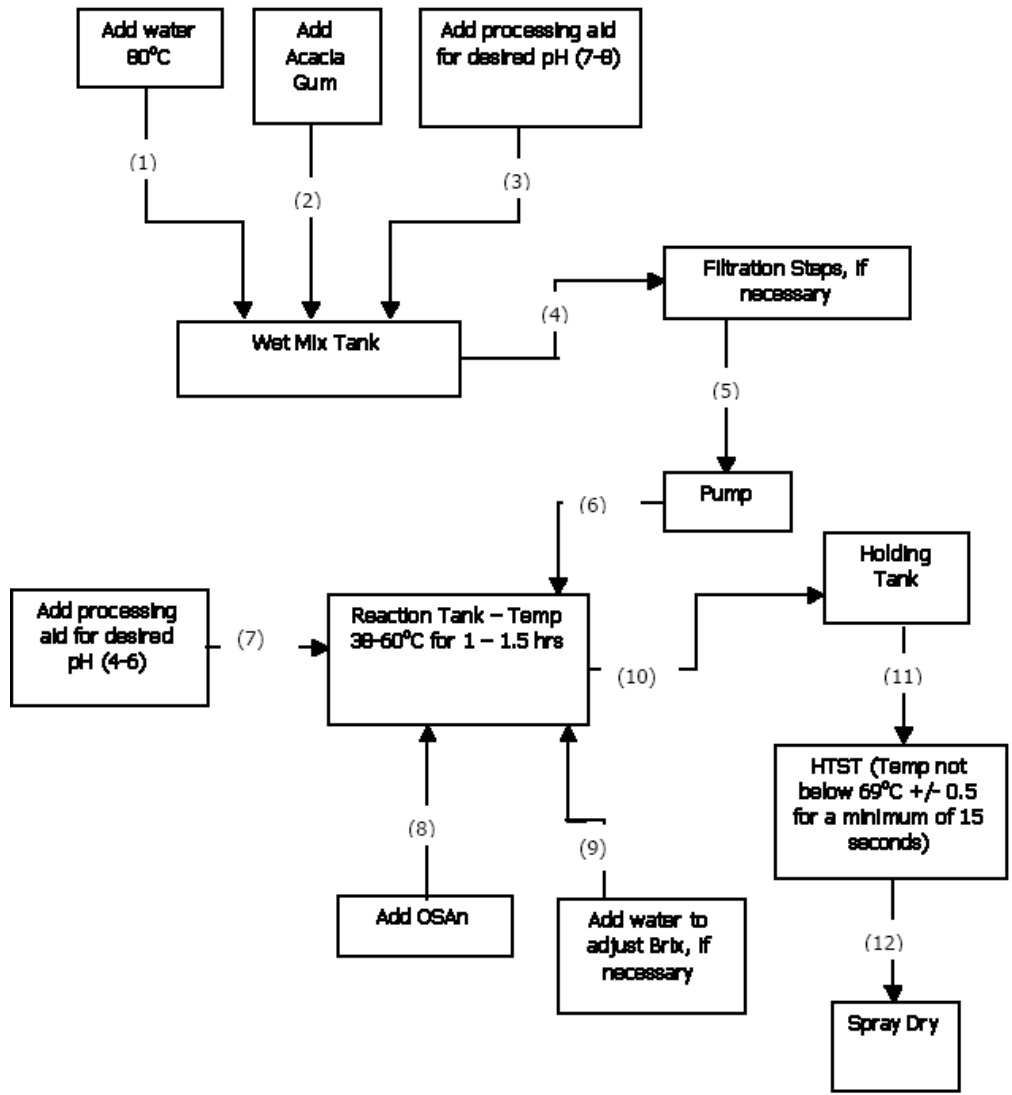 Add water
80°C
Add
Acacia
Gum
Add processing aid
for desired pH (7-8)
(1)
(2)
(3)
Wet Mix Tank
(4)
Filtration Steps, if
necessary
(5)
Pump
(6)
Holding
Tank
Add processing
aid for desired
pH (4-6)
(7)
Reaction Tank – Temp
38-60°C for 1 – 1.5 hrs
(10)
(11)
HTST (Temp not
below 69°C +/- 0.5
for a minimum of 15
seconds)
(8)
(9)
Add OSAn
Add water to
adjust Brix, if
necessary
(12)
Spray Dry